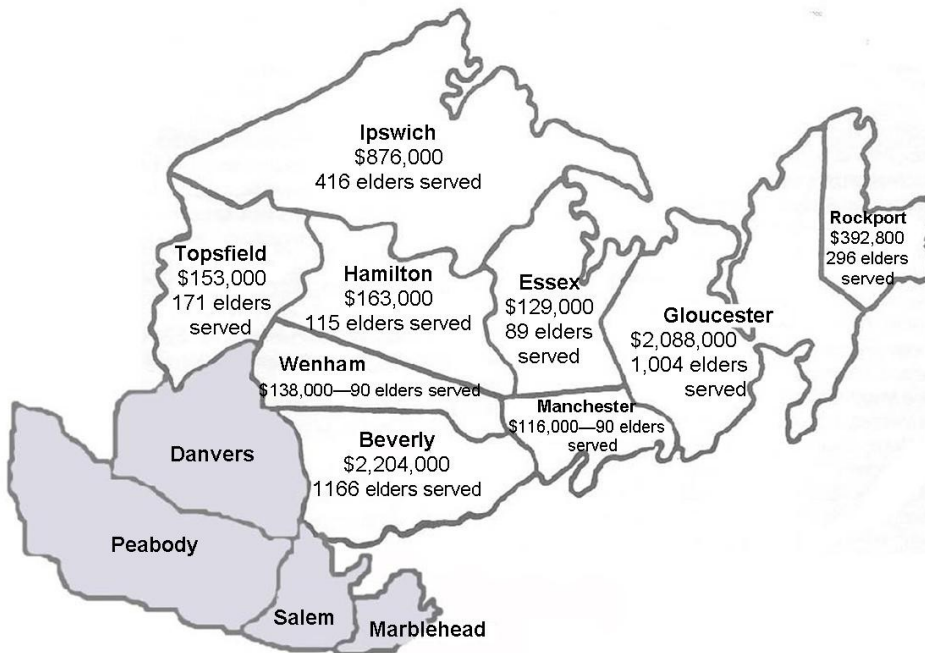 Ipswich
$876,000
416 elders served
Rockport
$392,800
296 elders
served
Topsfield
$153,000
171 elders
served
Hamilton
$163,000
115 elders served
Essex
$129,000
89 elders
served
Gloucester
$2,088,000
1,004 elders
served
Wenham
$138,000—90 elders served
Manchester
$116,000—90 elders
served
Beverly
$2,204,000
1166 elders served
Danvers
Peabody
Salem
Marblehead